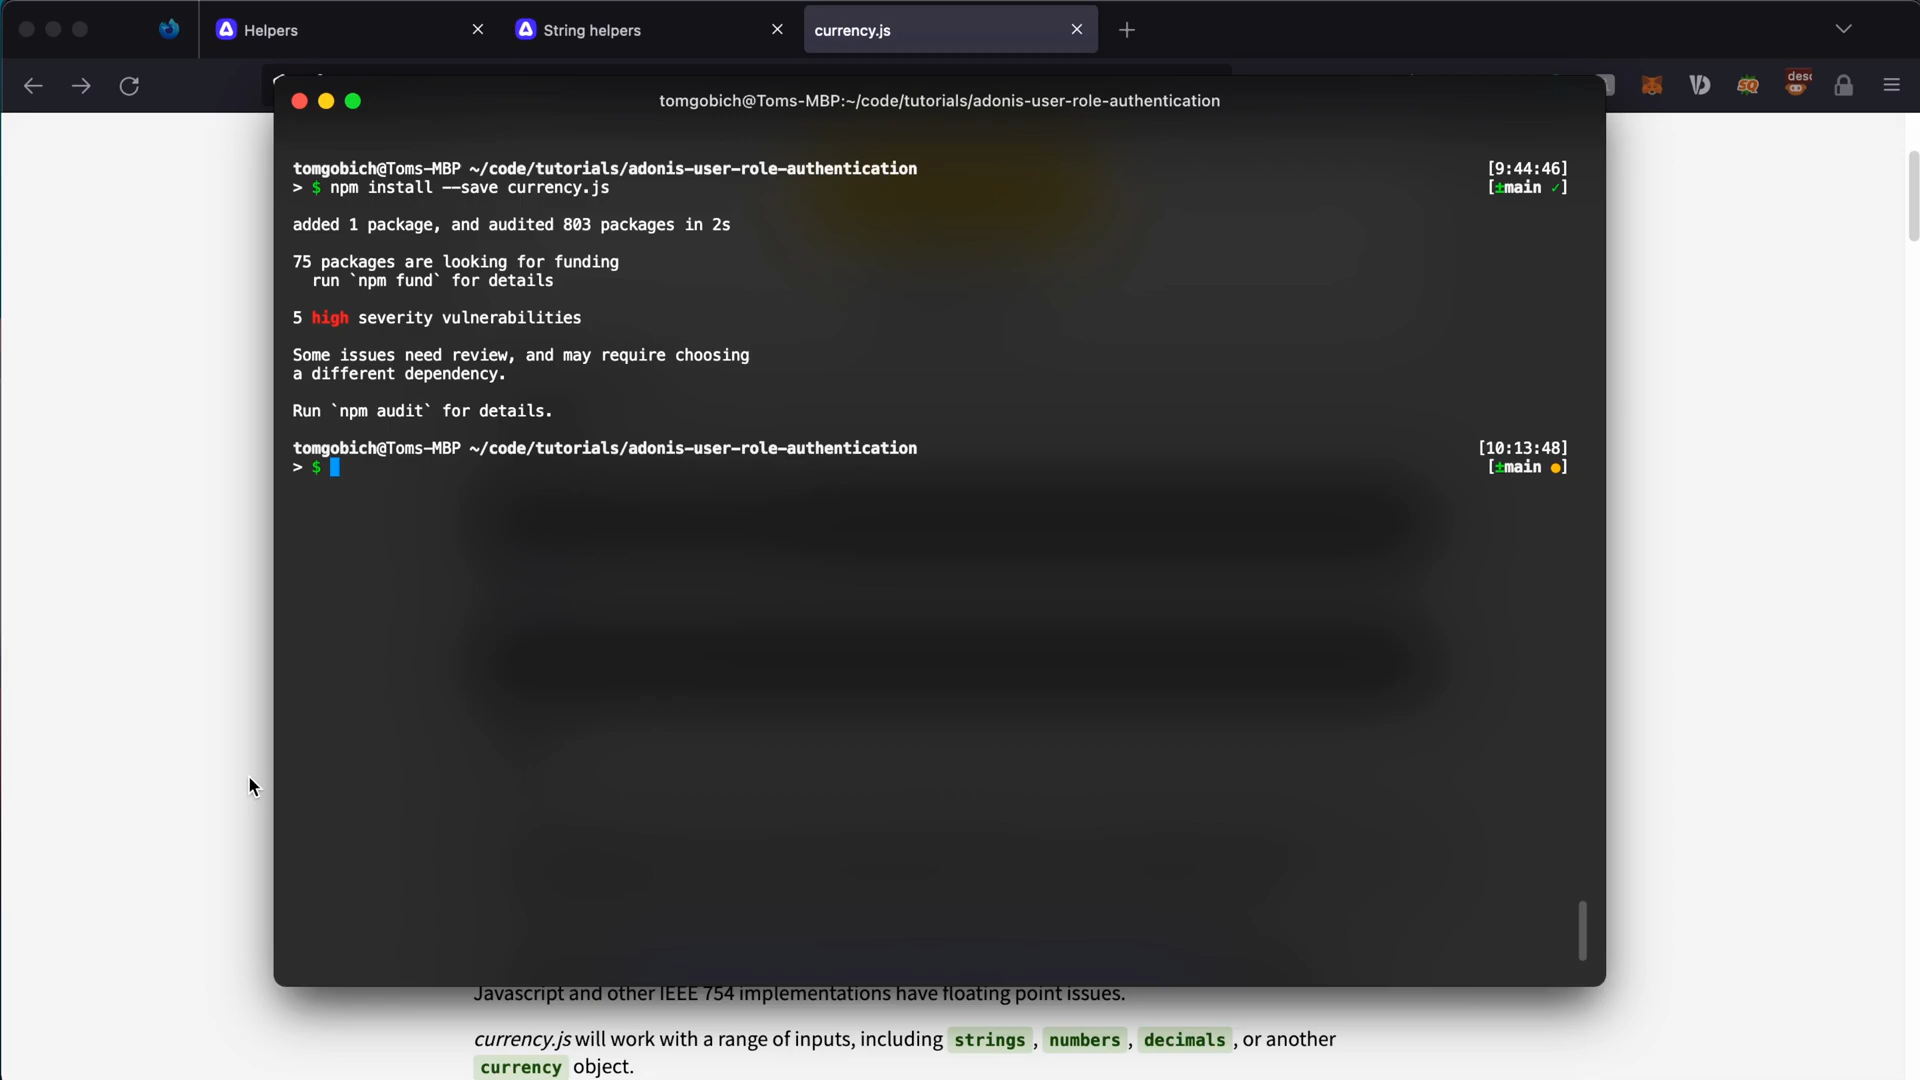 Helpers
String helpers
currency.js
tomgobich@Toms-MBP:~/code/tutorials/adonis-user-role-authentication
tomgobich@Toms-MBP ~/code/tutorials/adonis-user-role-authentication [9:44:46]
> $ npm install --save currency.js [±main ✓]
added 1 package, and audited 803 packages in 2s
75 packages are looking for funding
run `npm fund` for details
5 high severity vulnerabilities
Some issues need review, and may require choosing
a different dependency.
Run `npm audit` for details.
tomgobich@Toms-MBP ~/code/tutorials/adonis-user-role-authentication [10:13:48]
> $ [±main ●]
Javascript and other IEEE 754 implementations have floating point issues.
currency.js will work with a range of inputs, including strings , numbers , decimals , or another
currency object.